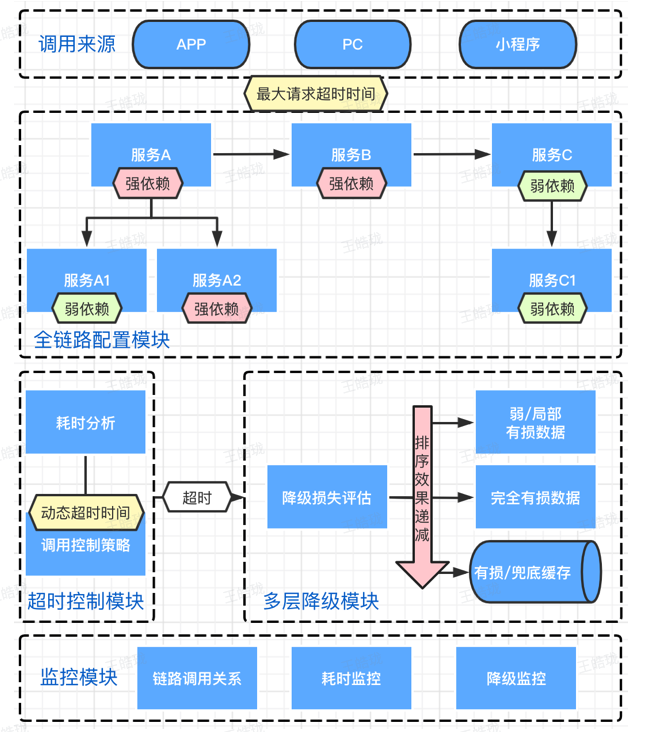 调用来源
APP
PC
小程序
最大请求超时时间
服务A
强依赖
服务B
强依赖
服务C
弱依赖
服务A1
弱依赖
服务A2
强依赖
服务C1
弱依赖
全链路配置模块
耗时分析
动态超时时间
调用控制策略
超时控制模块
超时
降级损失评估
排序效果递减
弱/局部
有损数据
完全有损数据
有损/兜底缓存
多层降级模块
监控模块
链路调用关系
耗时监控
降级监控
王皓珑